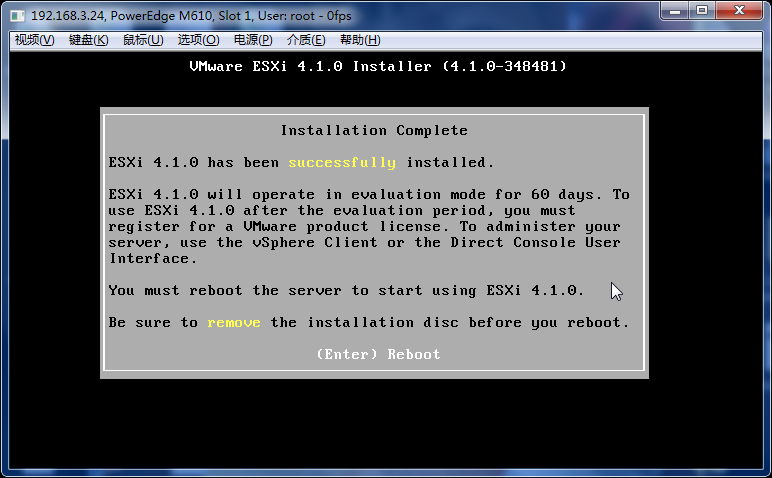 192.168.3.24, PowerEdge M610, Slot 1, User: root - 0fps
视频(V) 键盘(K) 鼠标(U) 选项(O) 电源(P) 介质(E) 帮助(H)
VMware ESXi 4.1.0 Installer (4.1.0-348481)
Installation Complete
ESXi 4.1.0 has been successfully installed.
ESXi 4.1.0 will operate in evaluation mode for 60 days. To
use ESXi 4.1.0 after the evaluation period, you must
register for a VMware product license. To administer your
server, use the vSphere Client or the Direct Console User
Interface.
You must reboot the server to start using ESXi 4.1.0.
Be sure to remove the installation disc before you reboot.
(Enter) Reboot